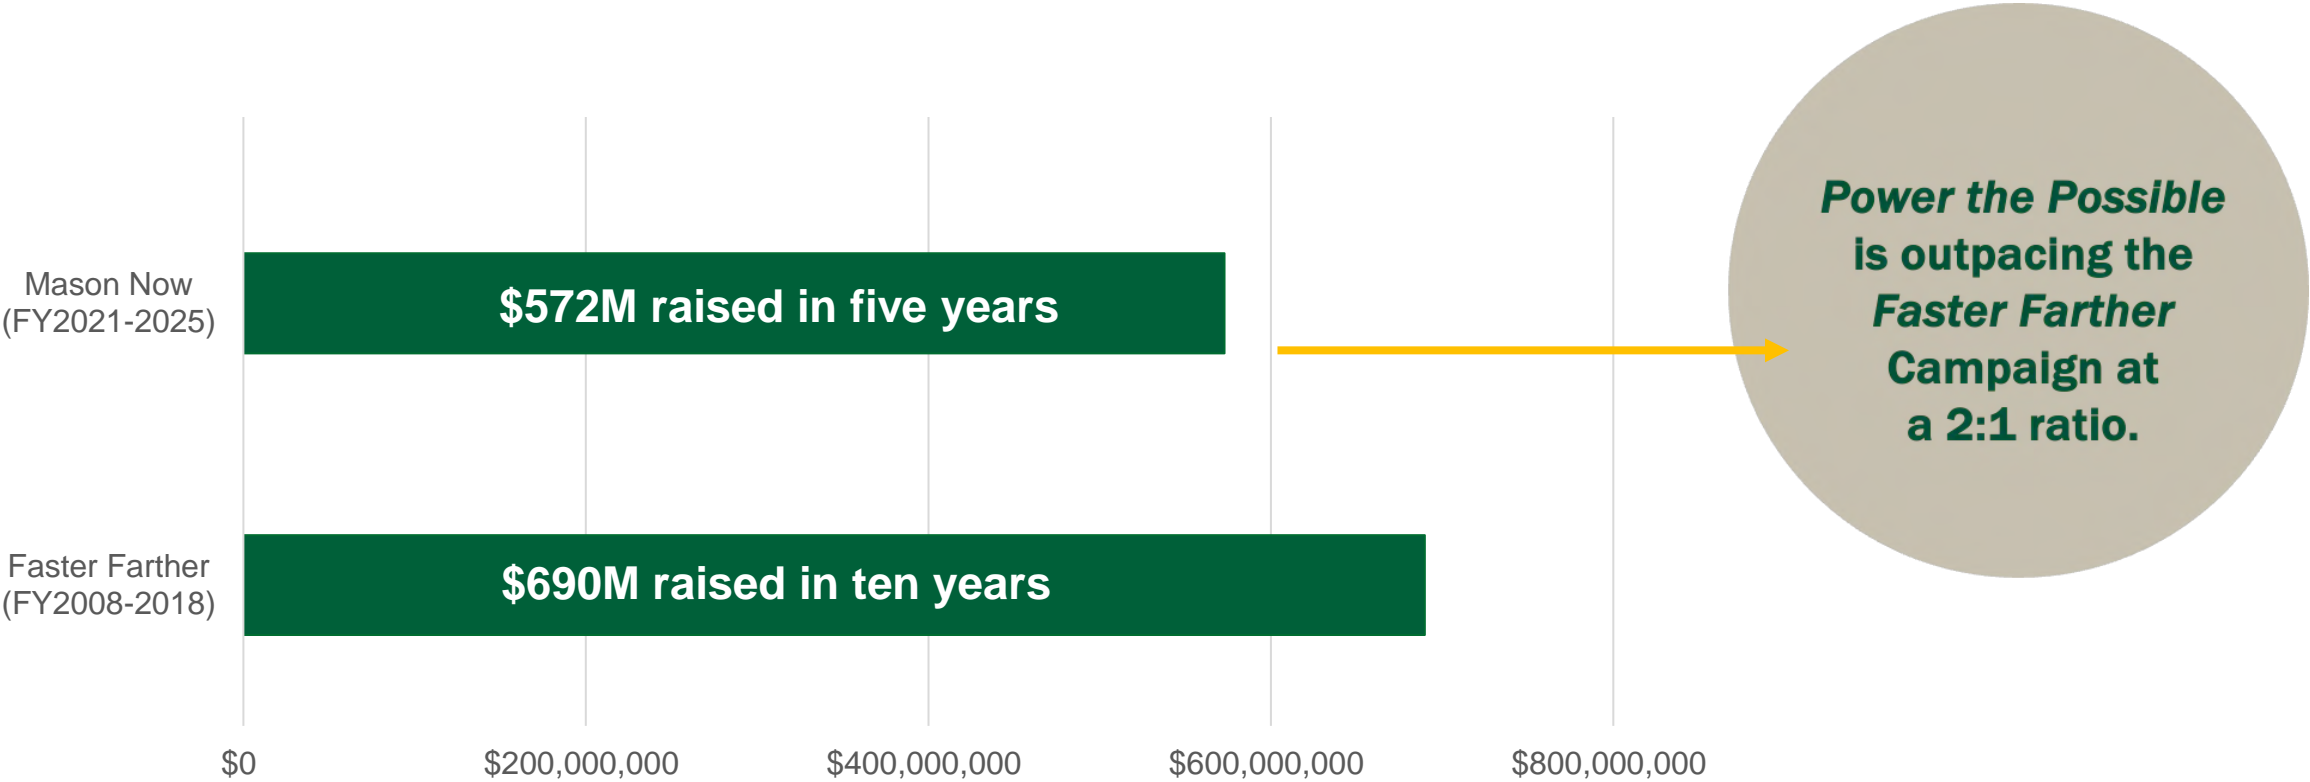 Mason Now
(FY2021-2025)
$572M raised in five years
Faster Farther
(FY2008-2018)
$690M raised in ten years
$0
$200,000,000
$400,000,000
$600,000,000
$800,000,000
Power the Possible
is outpacing the
Faster Farther
Campaign at
a 2:1 ratio.